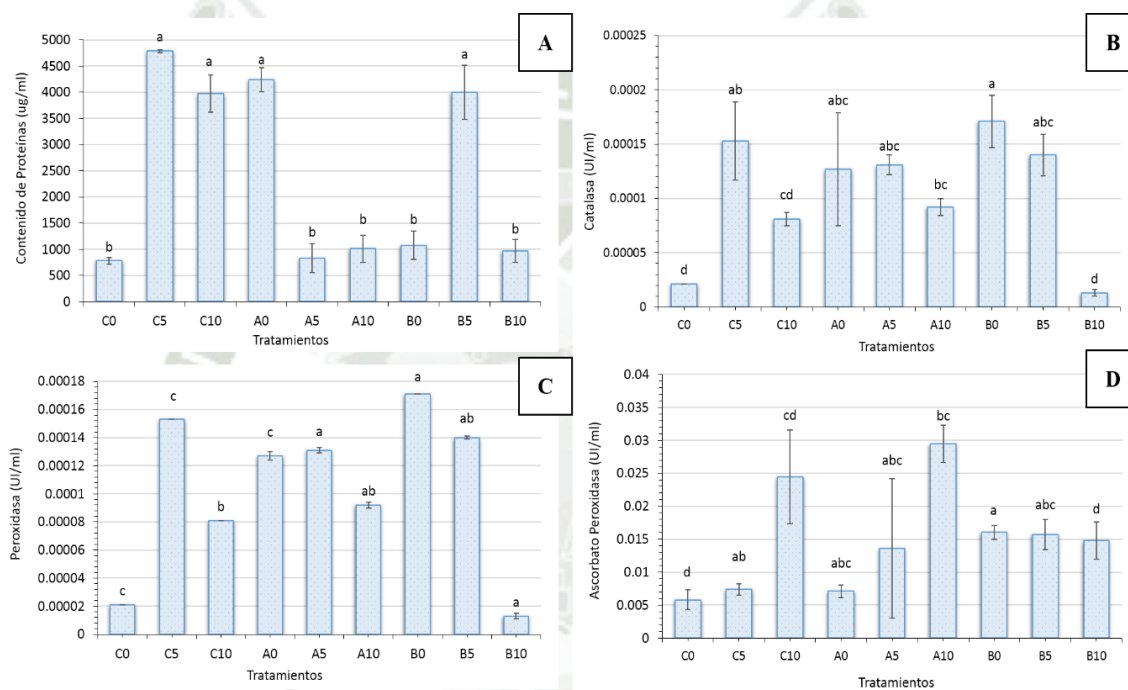 A
Contenido de Proteínas (ug/ml)
5000
4500
4000
3500
3000
2500
2000
1500
1000
500
0
b a a a b b b a b
C0 C5 C10 A0 A5 A10 B0 B5 B10
Tratamientos
B
Catalasa (UI/ml)
0.00025
0.0002
0.00015
0.0001
0.00005
0
d ab cd abc abc bc a abc d
C0 C5 C10 A0 A5 A10 B0 B5 B10
Tratamientos
C
Peroxidasa (UI/ml)
0.00018
0.00016
0.00014
0.00012
0.0001
0.00008
0.00006
0.00004
0.00002
0
c c b c a ab a ab a
C0 C5 C10 A0 A5 A10 B0 B5 B10
Tratamientos
D
Ascorbato Peroxidasa (UI/ml)
0.04
0.035
0.03
0.025
0.02
0.015
0.01
0.005
0
d ab cd abc abc bc a abc d
C0 C5 C10 A0 A5 A10 B0 B5 B10
Tratamientos